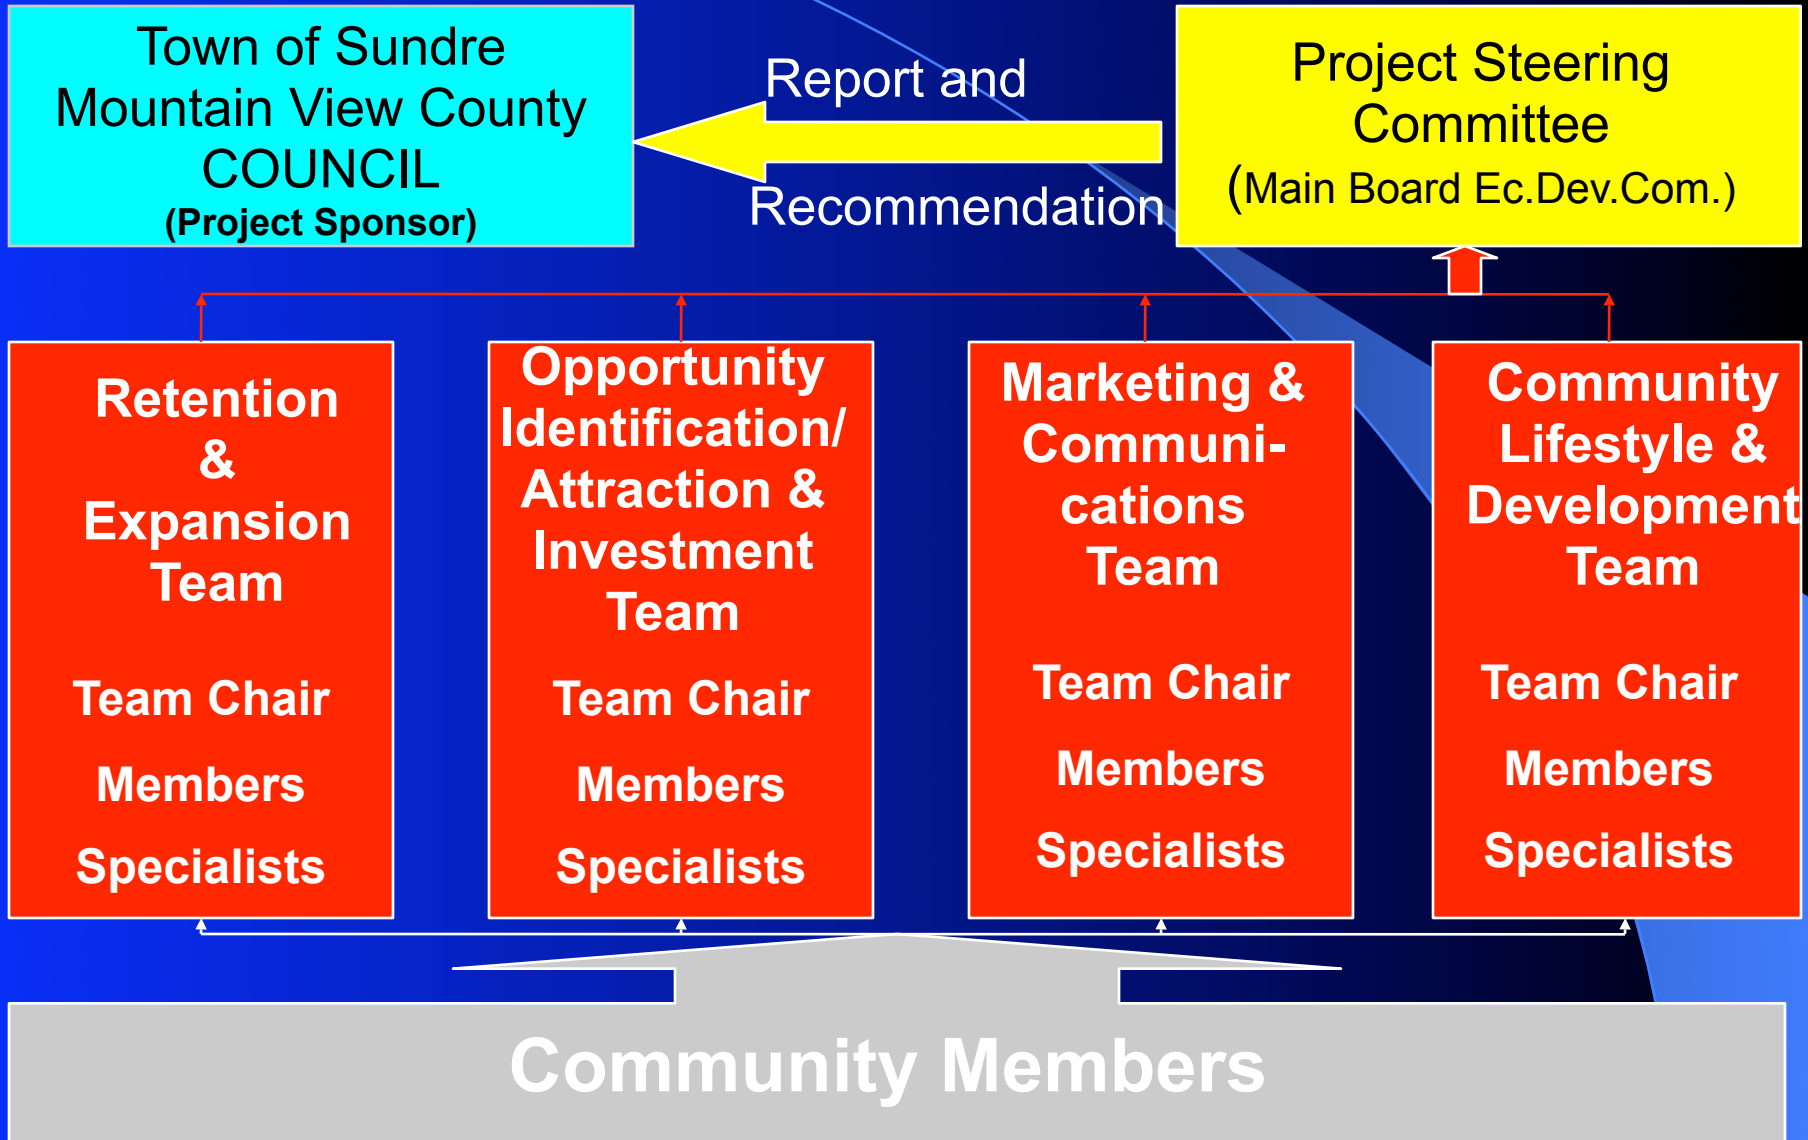 Town of Sundre
Mountain View County
COUNCIL
(Project Sponsor)
Report and
Recommendation
Project Steering
Committee
(Main Board Ec.Dev.Com.)
Retention
&
Expansion
Team
Team Chair
Members
Specialists
Opportunity
Identification/
Attraction &
Investment
Team
Team Chair
Members
Specialists
Marketing &
Communi-
cations
Team
Team Chair
Members
Specialists
Community
Lifestyle &
Development
Team
Team Chair
Members
Specialists
Community Members